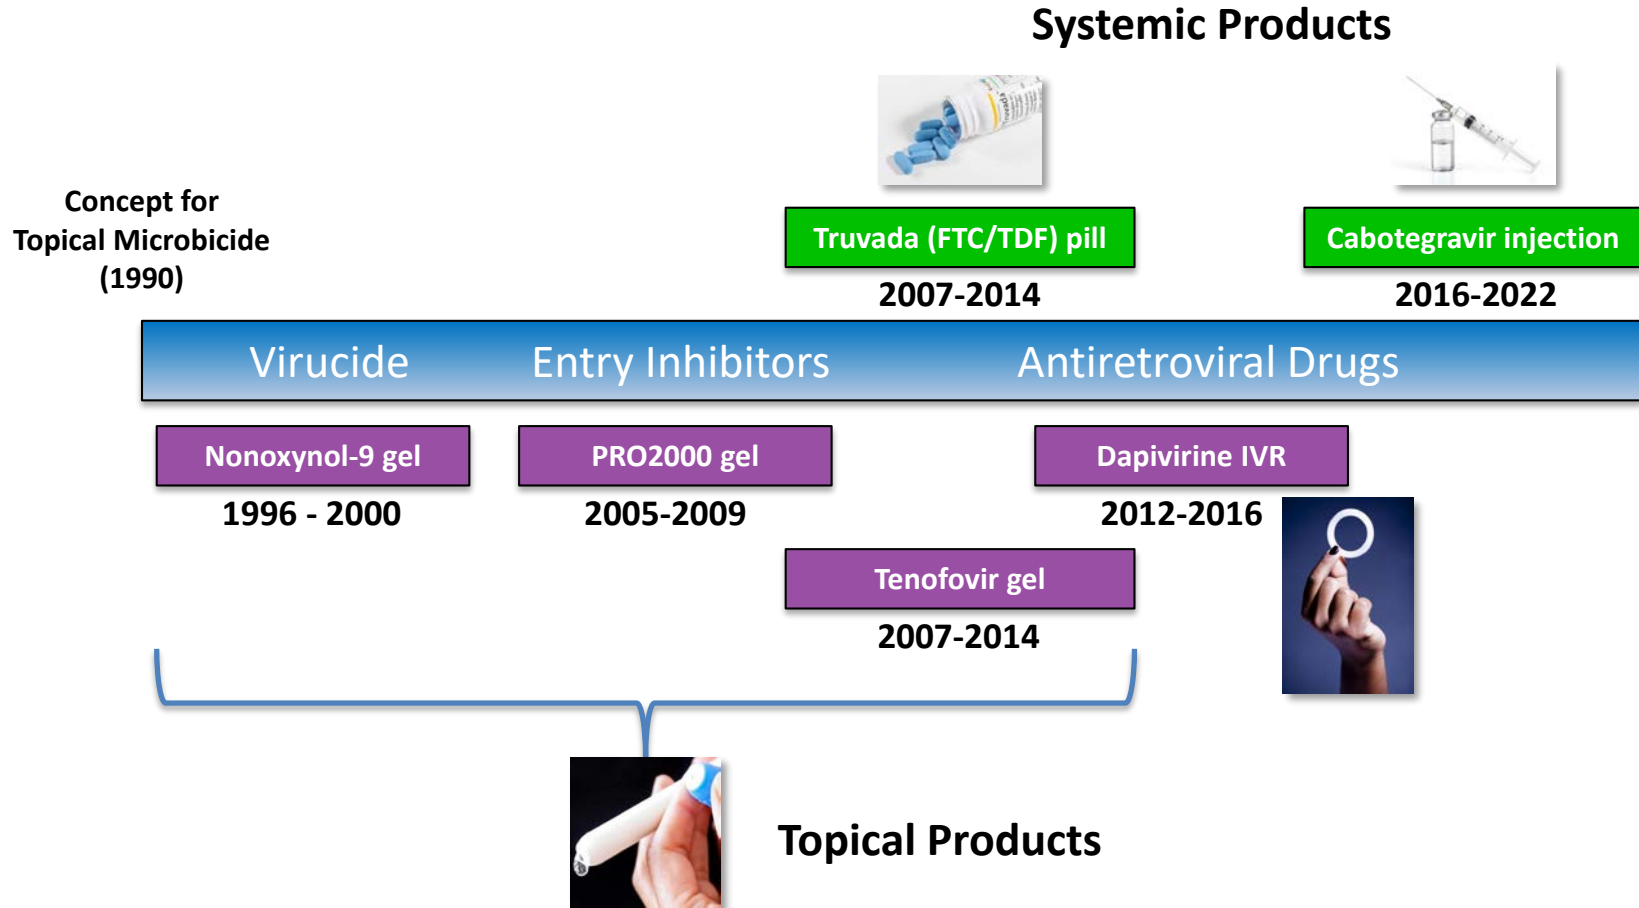 Systemic Products
Truvada
Concept for
Topical Microbicide
(1990)
Truvada (FTC/TDF) pill
Cabotegravir injection
2007-2014
2016-2022
Virucide
Entry Inhibitors
Antiretroviral Drugs
Nonoxynol-9 gel
PRO2000 gel
Dapivirine IVR
1996 - 2000
2005-2009
2012-2016
Tenofovir gel
2007-2014
Topical Products